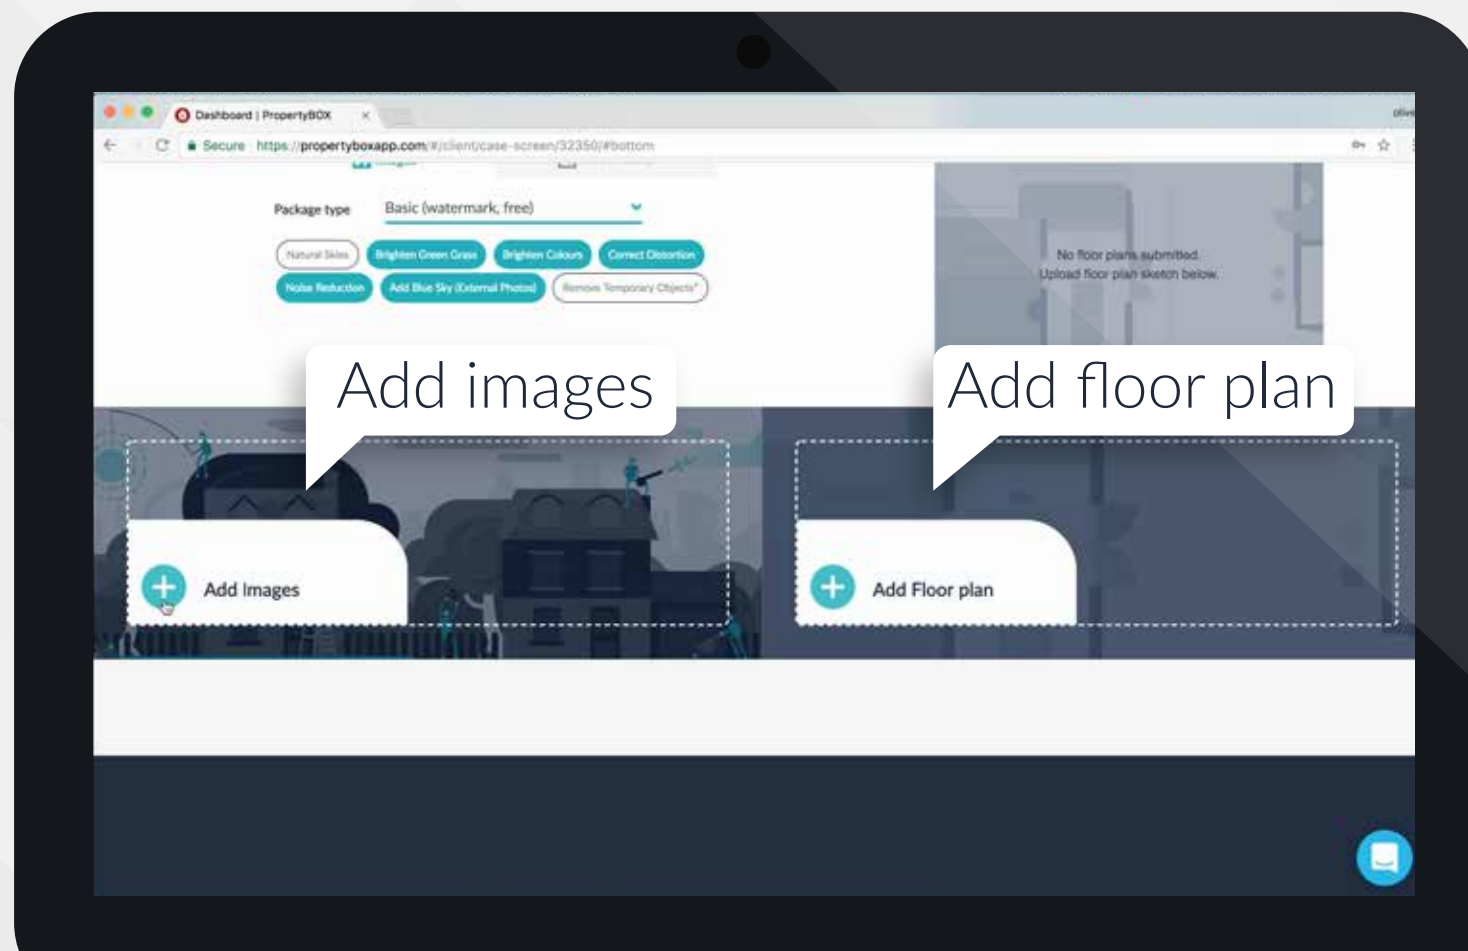 Dashboard | PropertyBOX
olive
Secure https://propertyboxapp.com/#/client/case-screen/32350/#bottom
Images
Package type Basic (watermark, free)
Natural Skies Brighten Green Grass Brighten Colours Correct Distortion
Noise Reduction Add Blue Sky (External Photos) Remove Temporary Objects*
No floor plans submitted.
Upload floor plan sketch below.
Add images
Add floor plan
Add Images
Add Floor plan